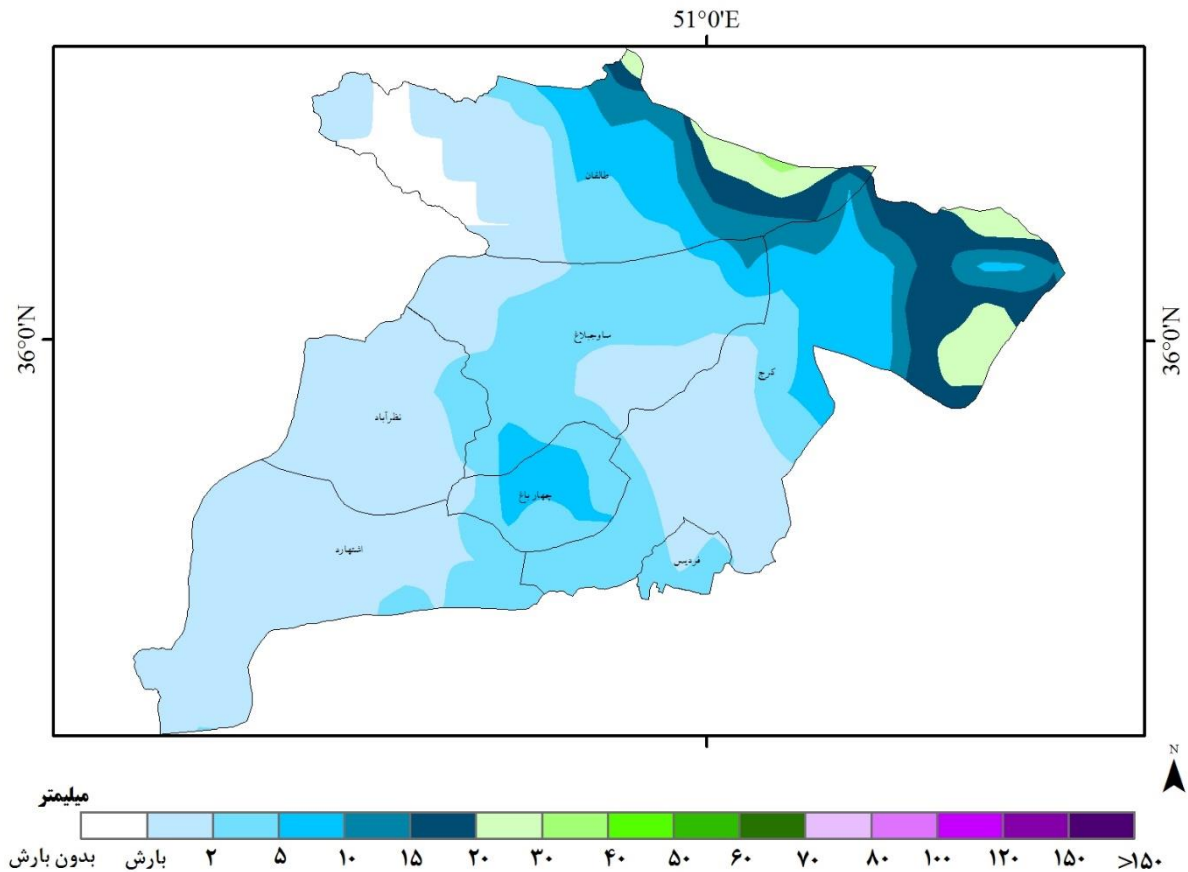 51°0'E
36°0'N
36°0'N
طالقان
ساوجبلاغ
کرج
نظرآباد
چهارباغ
اشتهارد
فردیس
N
میلیمتر
بدون بارش بارش ۲ ۵ ۱۰ ۱۵ ۲۰ ۳۰ ۴۰ ۵۰ ۶۰ ۷۰ ۸۰ ۱۰۰ ۱۲۰ ۱۵۰ >۱۵۰